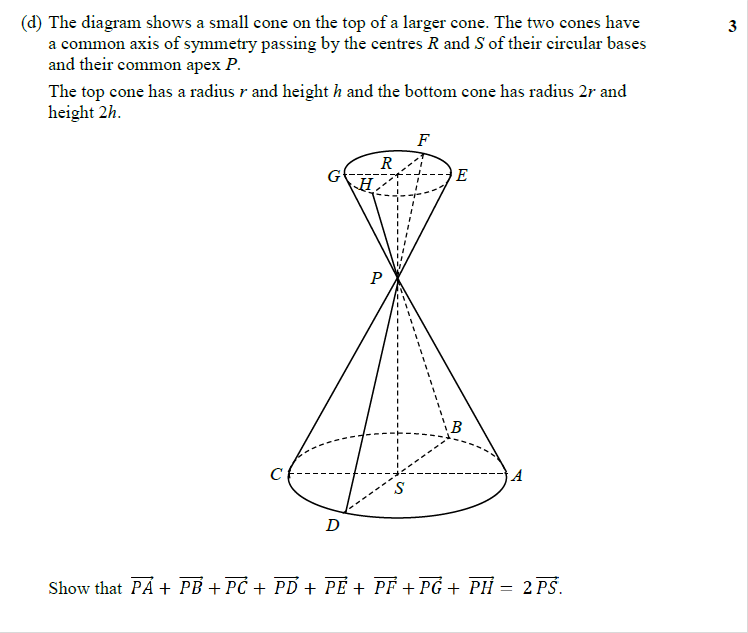 (d) The diagram shows a small cone on the top of a larger cone. The two cones have 3
a common axis of symmetry passing by the centres R and S of their circular bases
and their common apex P.
The top cone has a radius r and height h and the bottom cone has radius 2r and
height 2h.
F
R
G
E
H
P
B
C
A
S
D
Show that $\overrightarrow{PA} + \overrightarrow{PB} + \overrightarrow{PC} + \overrightarrow{PD} + \overrightarrow{PE} + \overrightarrow{PF} + \overrightarrow{PG} + \overrightarrow{PH} = 2\overrightarrow{PS}$.